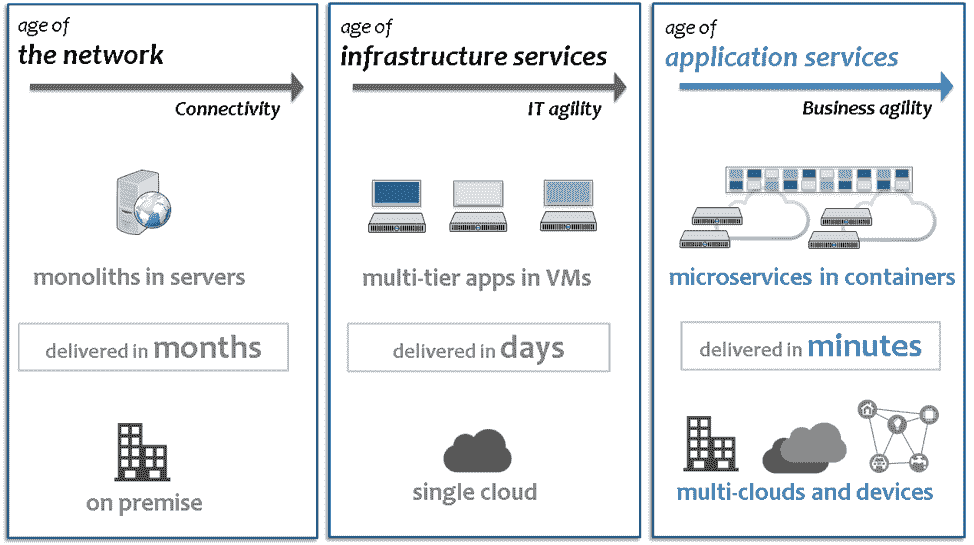 age of
the network
Connectivity
monoliths in servers
delivered in months
on premise
age of
infrastructure services
IT agility
multi-tier apps in VMs
delivered in days
single cloud
age of
application services
Business agility
microservices in containers
delivered in minutes
multi-clouds and devices